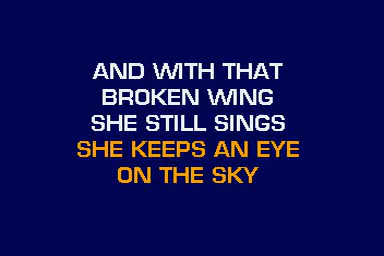 AND WITH THAT
BROKEN WING
SHE STILL SINGS
SHE KEEPS AN EYE
ON THE SKY